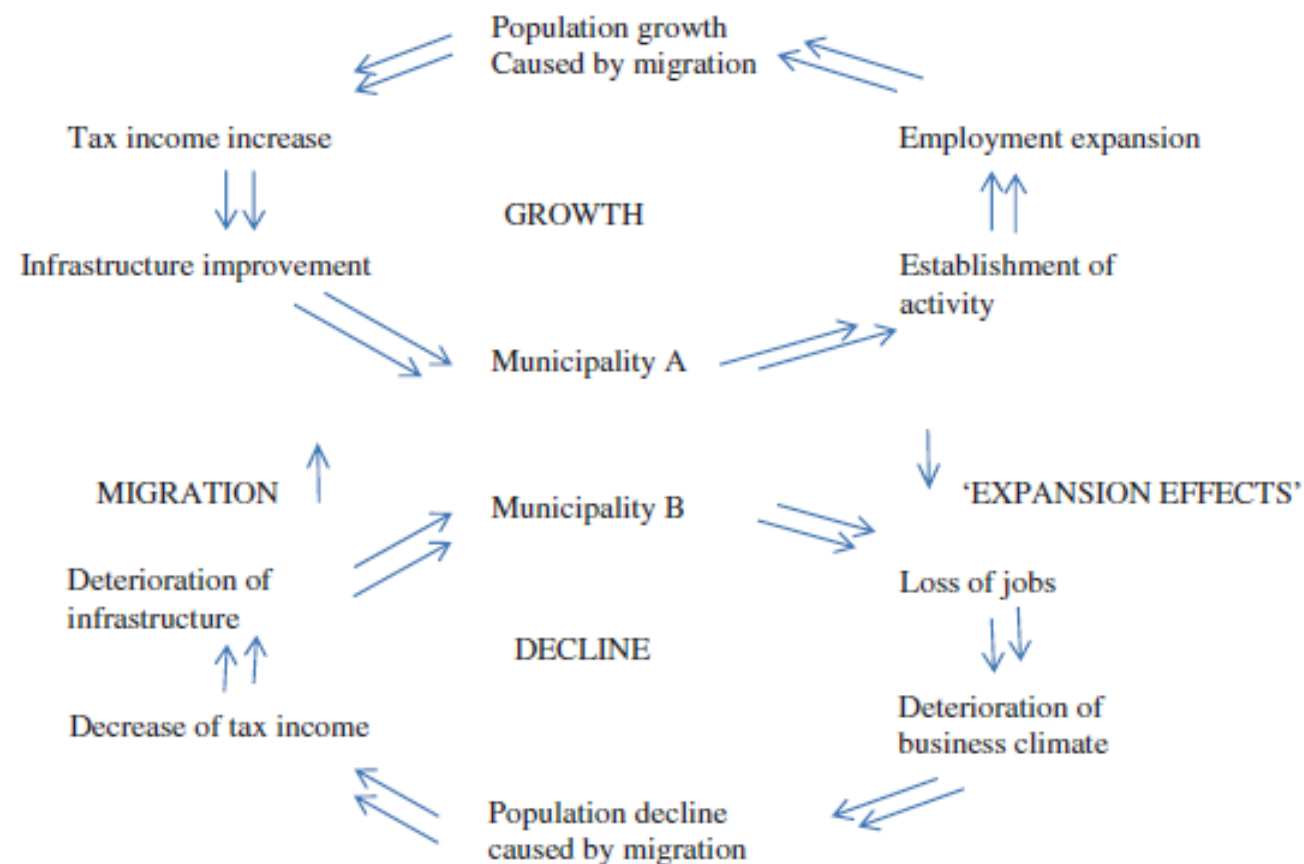 Population growth
Caused by migration
Tax income increase
Employment expansion
GROWTH
Infrastructure improvement
Establishment of
activity
Municipality A
MIGRATION
Municipality B
'EXPANSION EFFECTS'
Deterioration of
infrastructure
Loss of jobs
DECLINE
Decrease of tax income
Deterioration of
business climate
Population decline
caused by migration